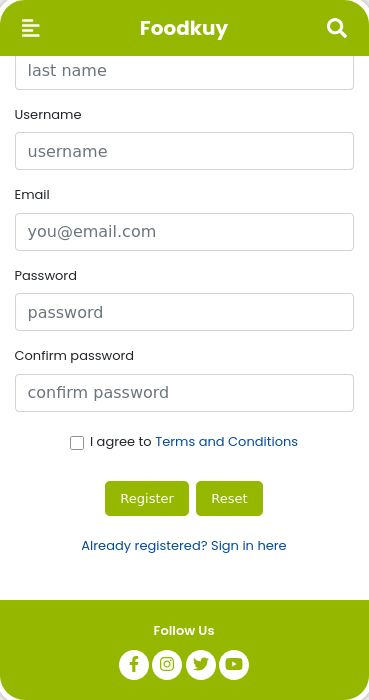 Foodkuy
last name
Username
username
Email
you@email.com
Password
password
Confirm password
confirm password
I agree to Terms and Conditions
Register Reset
Already registered? Sign in here
Follow Us